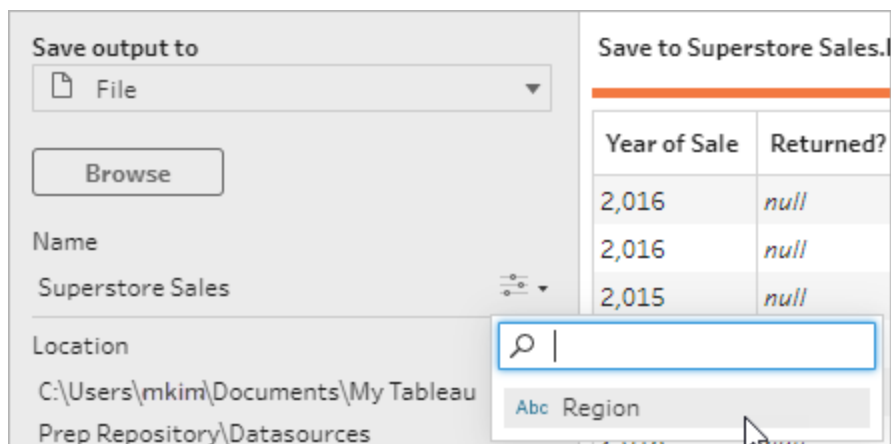 Save output to
File
Browse
Name
Superstore Sales
Location
C:\Users\mkim\Documents\My Tableau
Prep Repository\Datasources
Save to Superstore Sales.
Year of Sale Returned?
2,016 null
2,016 null
2,015 null
Abc Region